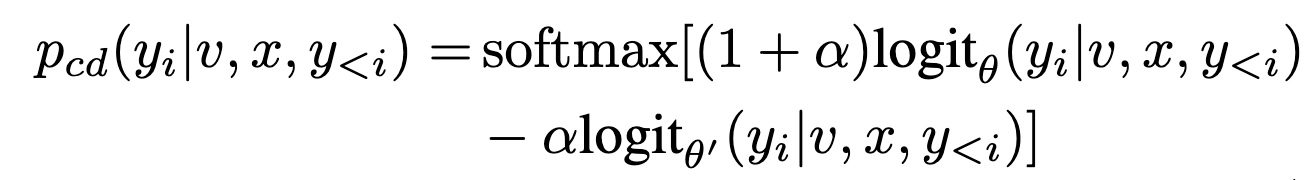 p_{cd}(y_i|v, x, y_{<i}) = softmax[(1 + α)logit_θ(y_i|v, x, y_{<i})
− αlogit_{θ′}(y_i|v, x, y_{<i})]